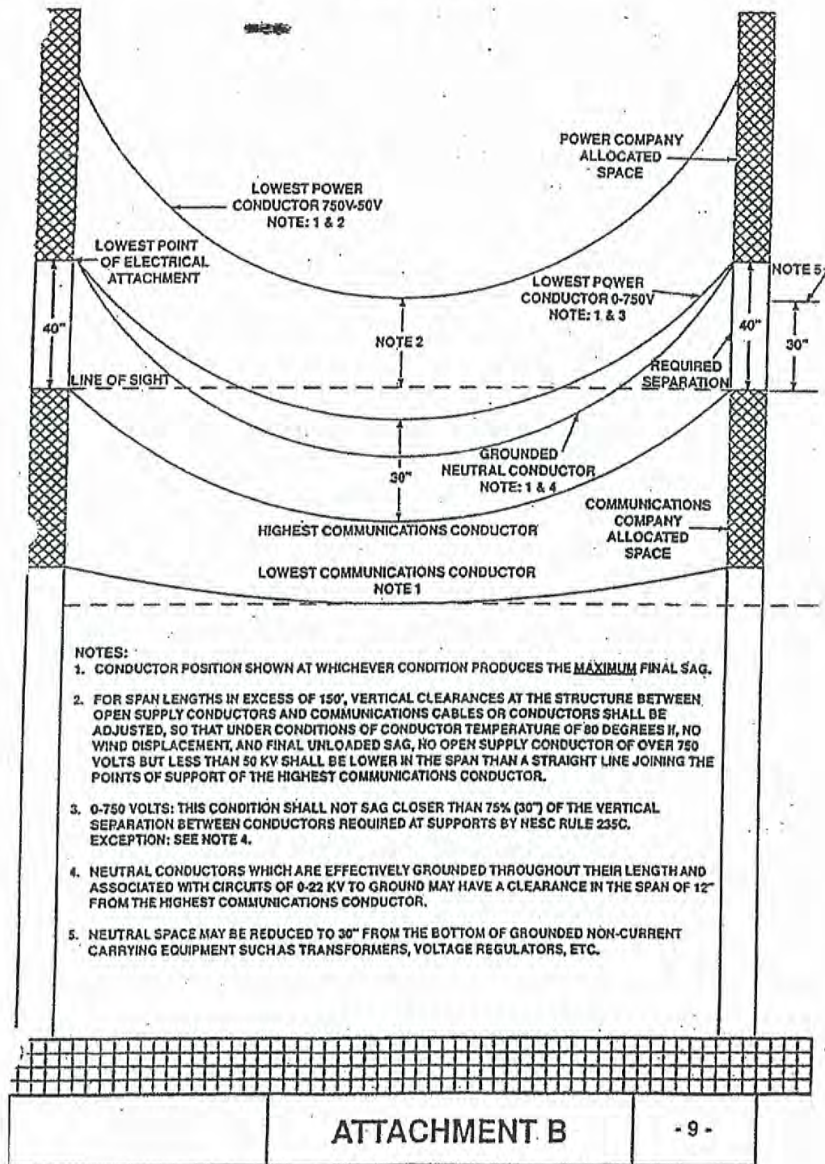 POWER COMPANY
ALLOCATED
SPACE
LOWEST POWER
CONDUCTOR 750V-50V
NOTE: 1 & 2
LOWEST POINT
OF ELECTRICAL
ATTACHMENT
LOWEST POWER
CONDUCTOR 0-750V
NOTE: 1 & 3
NOTE 5
40"
NOTE 2
40"
30"
REQUIRED
SEPARATION
LINE OF SIGHT
30"
GROUNDED
NEUTRAL CONDUCTOR
NOTE: 1 & 4
HIGHEST COMMUNICATIONS CONDUCTOR
COMMUNICATIONS
COMPANY
ALLOCATED
SPACE
LOWEST COMMUNICATIONS CONDUCTOR
NOTE 1
NOTES:
1. CONDUCTOR POSITION SHOWN AT WHICHEVER CONDITION PRODUCES THE MAXIMUM FINAL SAG.
2. FOR SPAN LENGTHS IN EXCESS OF 150', VERTICAL CLEARANCES AT THE STRUCTURE BETWEEN
OPEN SUPPLY CONDUCTORS AND COMMUNICATIONS CABLES OR CONDUCTORS SHALL BE
ADJUSTED, SO THAT UNDER CONDITIONS OF CONDUCTOR TEMPERATURE OF 80 DEGREES, NO
WIND DISPLACEMENT, AND FINAL UNLOADED SAG, NO OPEN SUPPLY CONDUCTOR OF OVER 750
VOLTS BUT LESS THAN 50 KV SHALL BE LOWER IN THE SPAN THAN A STRAIGHT LINE JOINING THE
POINTS OF SUPPORT OF THE HIGHEST COMMUNICATIONS CONDUCTOR.
3. 0-750 VOLTS: THIS CONDITION SHALL NOT SAG CLOSER THAN 75% (30") OF THE VERTICAL
SEPARATION BETWEEN CONDUCTORS REQUIRED AT SUPPORTS BY NESC RULE 235C.
EXCEPTION: SEE NOTE 4.
4. NEUTRAL CONDUCTORS WHICH ARE EFFECTIVELY GROUNDED THROUGHOUT THEIR LENGTH AND
ASSOCIATED WITH CIRCUITS OF 0-22 KV TO GROUND MAY HAVE A CLEARANCE IN THE SPAN OF 12"
FROM THE HIGHEST COMMUNICATIONS CONDUCTOR.
5. NEUTRAL SPACE MAY BE REDUCED TO 30" FROM THE BOTTOM OF GROUNDED NON-CURRENT
CARRYING EQUIPMENT SUCH AS TRANSFORMERS, VOLTAGE REGULATORS, ETC.
ATTACHMENT B
- 9 -